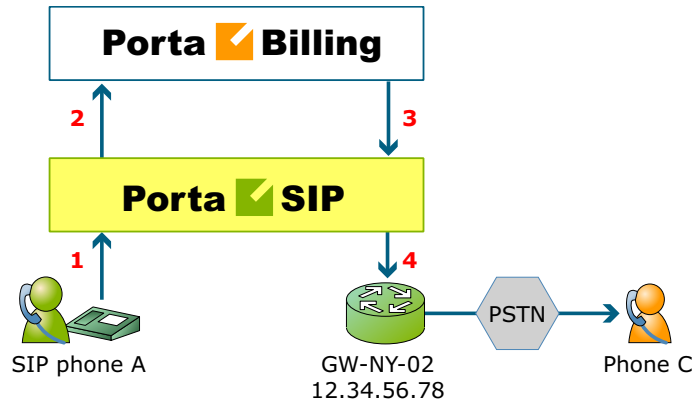 Porta Billing
2
3
Porta SIP
1
4
PSTN
SIP phone A
GW-NY-02
12.34.56.78
Phone C